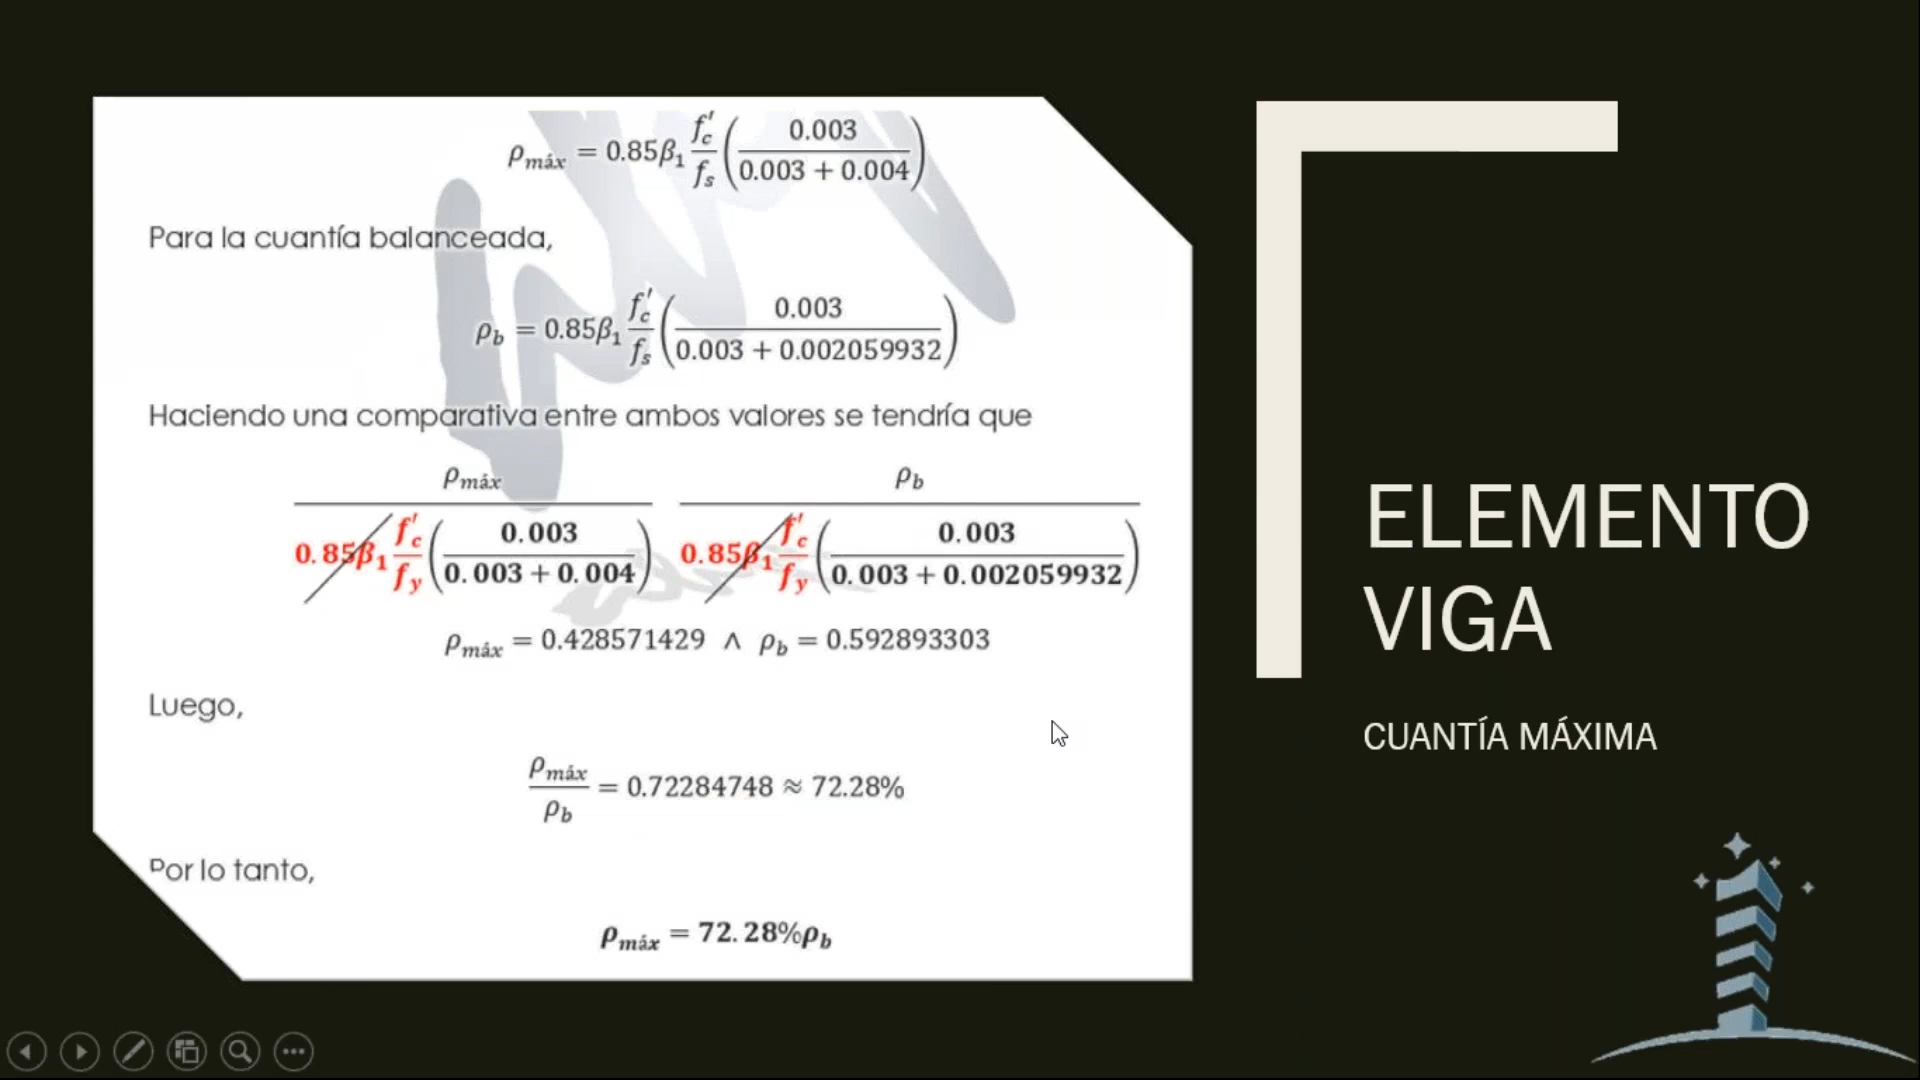 ρmáx = 0.85β₁ f'c/fs (0.003/(0.003 + 0.004))
Para la cuantía balanceada,
ρb = 0.85β₁ f'c/fs (0.003/(0.003 + 0.002059932))
Haciendo una comparativa entre ambos valores se tendría que
ρmáx/(0.85β₁ f'c/fy (0.003/(0.003 + 0.004))) ρb/(0.85β₁ f'c/fy (0.003/(0.003 + 0.002059932)))
ρmáx = 0.428571429 ∧ ρb = 0.592893303
Luego,
ρmáx/ρb = 0.72284748 ≈ 72.28%
Por lo tanto,
ρmáx = 72.28%ρb
ELEMENTO
VIGA
CUANTÍA MÁXIMA